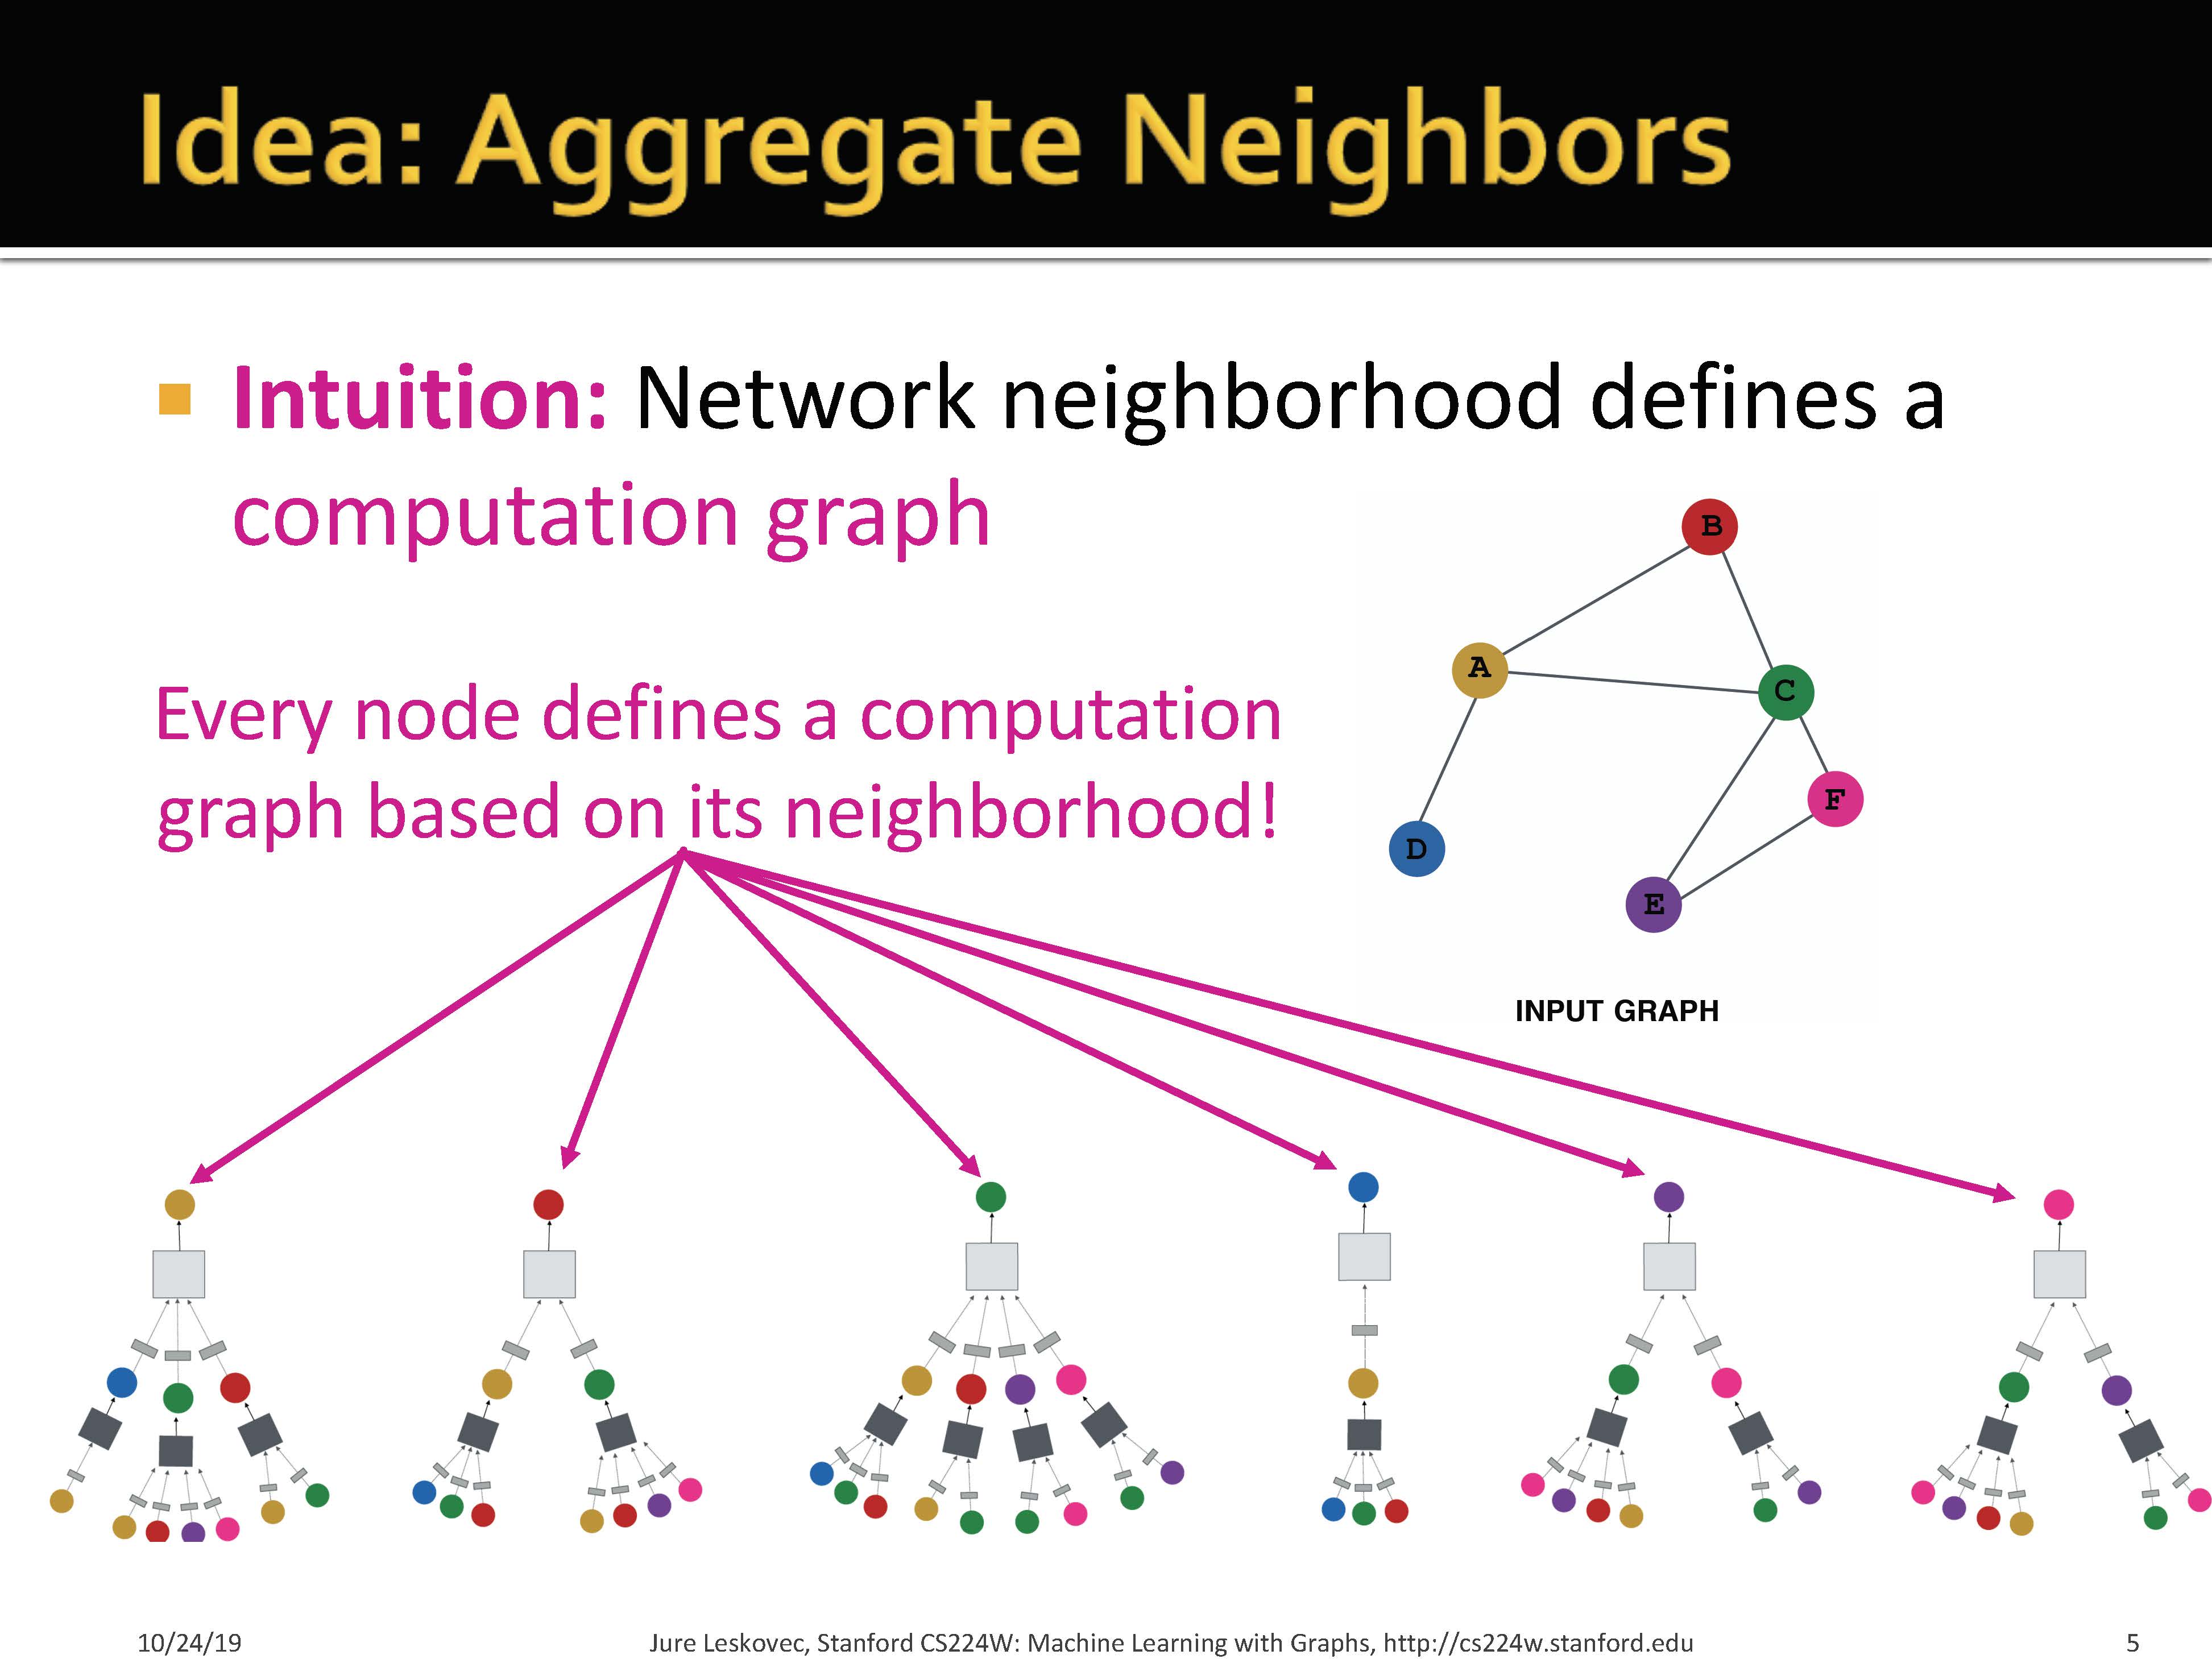 Idea: Aggregate Neighbors
Intuition: Network neighborhood defines a
computation graph
Every node defines a computation
graph based on its neighborhood!
B
A
C
F
D
E
INPUT GRAPH
10/24/19
Jure Leskovec, Stanford CS224W: Machine Learning with Graphs, http://cs224w.stanford.edu
5